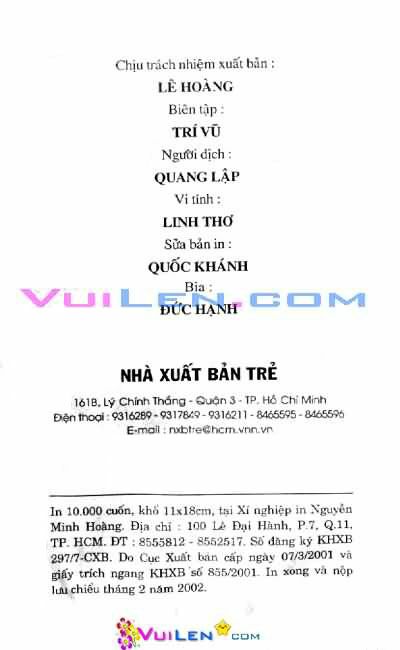 Chịu trách nhiệm xuất bản :
LÊ HOÀNG
Biên tập :
TRÍ VŨ
Người dịch :
QUANG LẬP
Vi tính :
LINH THƠ
Sửa bản in :
QUỐC KHÁNH
VuiLen.com
Bìa :
ĐỨC HẠNH
NHÀ XUẤT BẢN TRẺ
161B, Lý Chính Thắng - Quận 3 - TP. Hồ Chí Minh
Điện thoại : 9316289 - 9317849 - 9316211 - 8465595 - 8465596
E-mail : nxbtre@hcm.vnn.vn
In 10.000 cuốn, khổ 11x18cm, tại Xí nghiệp in Nguyễn
Minh Hoàng. Địa chỉ : 100 Lê Đại Hành, P.7, Q.11,
TP. HCM. ĐT : 8555812 - 8552517. Số đăng ký KHXB
297/7-CXB. Do Cục Xuất bản cấp ngày 07/3/2001 và
giấy trích ngang KHXB số 855/2001. In xong và nộp
lưu chiểu tháng 2 năm 2002.
VuiLen.com